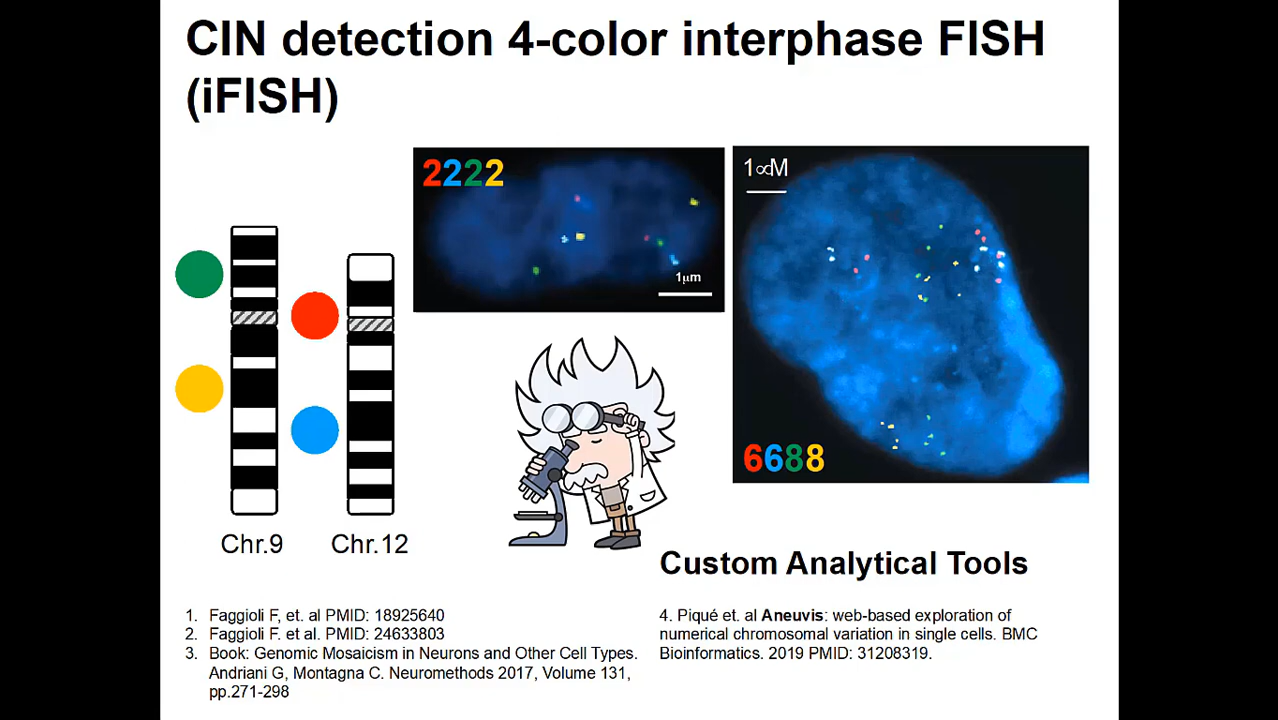 CIN detection 4-color interphase FISH
(iFISH)
2222
1μm
1∝M
6688
Chr.9
Chr.12
Custom Analytical Tools
1. Faggioli F, et. al PMID: 18925640
2. Faggioli F. et al. PMID: 24633803
3. Book: Genomic Mosaicism in Neurons and Other Cell Types.
Andriani G, Montagna C. Neuromethods 2017, Volume 131,
pp.271-298
4. Piqué et. al Aneuvis: web-based exploration of
numerical chromosomal variation in single cells. BMC
Bioinformatics. 2019 PMID: 31208319.